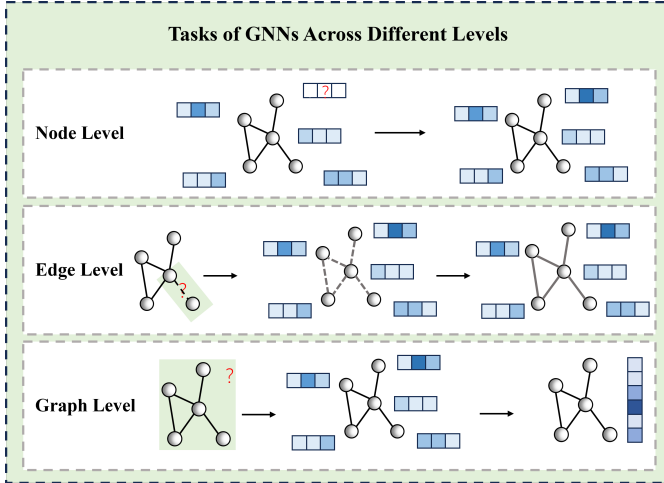 Tasks of GNNs Across Different Levels
?
Node Level
Edge Level
?
?
Graph Level